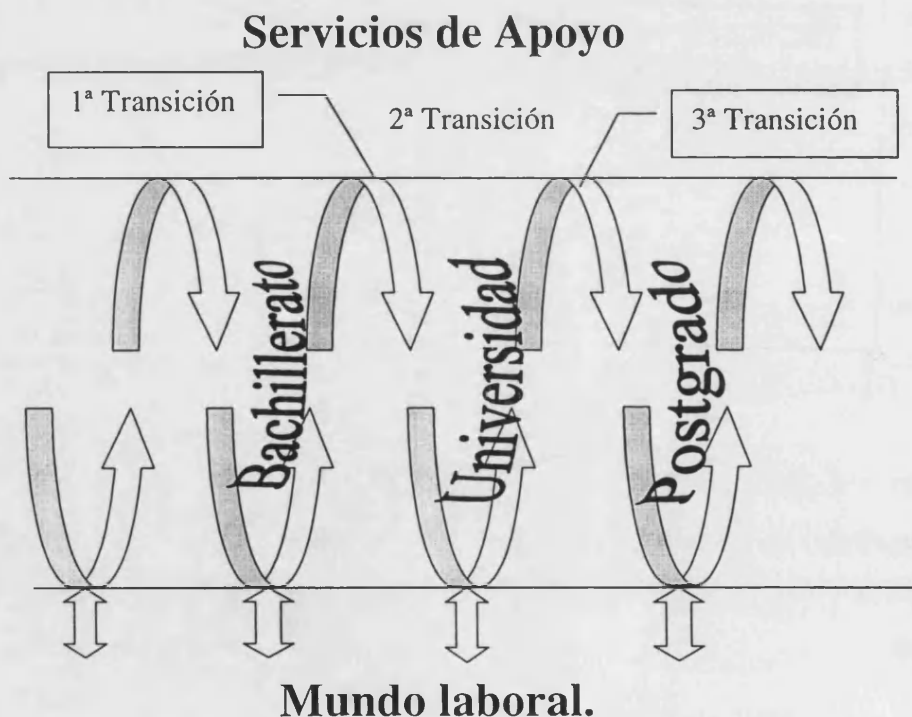 Servicios de Apoyo
1ª Transición
2ª Transición
3ª Transición
Bachillerato
Universidad
Postgrado
Mundo laboral.